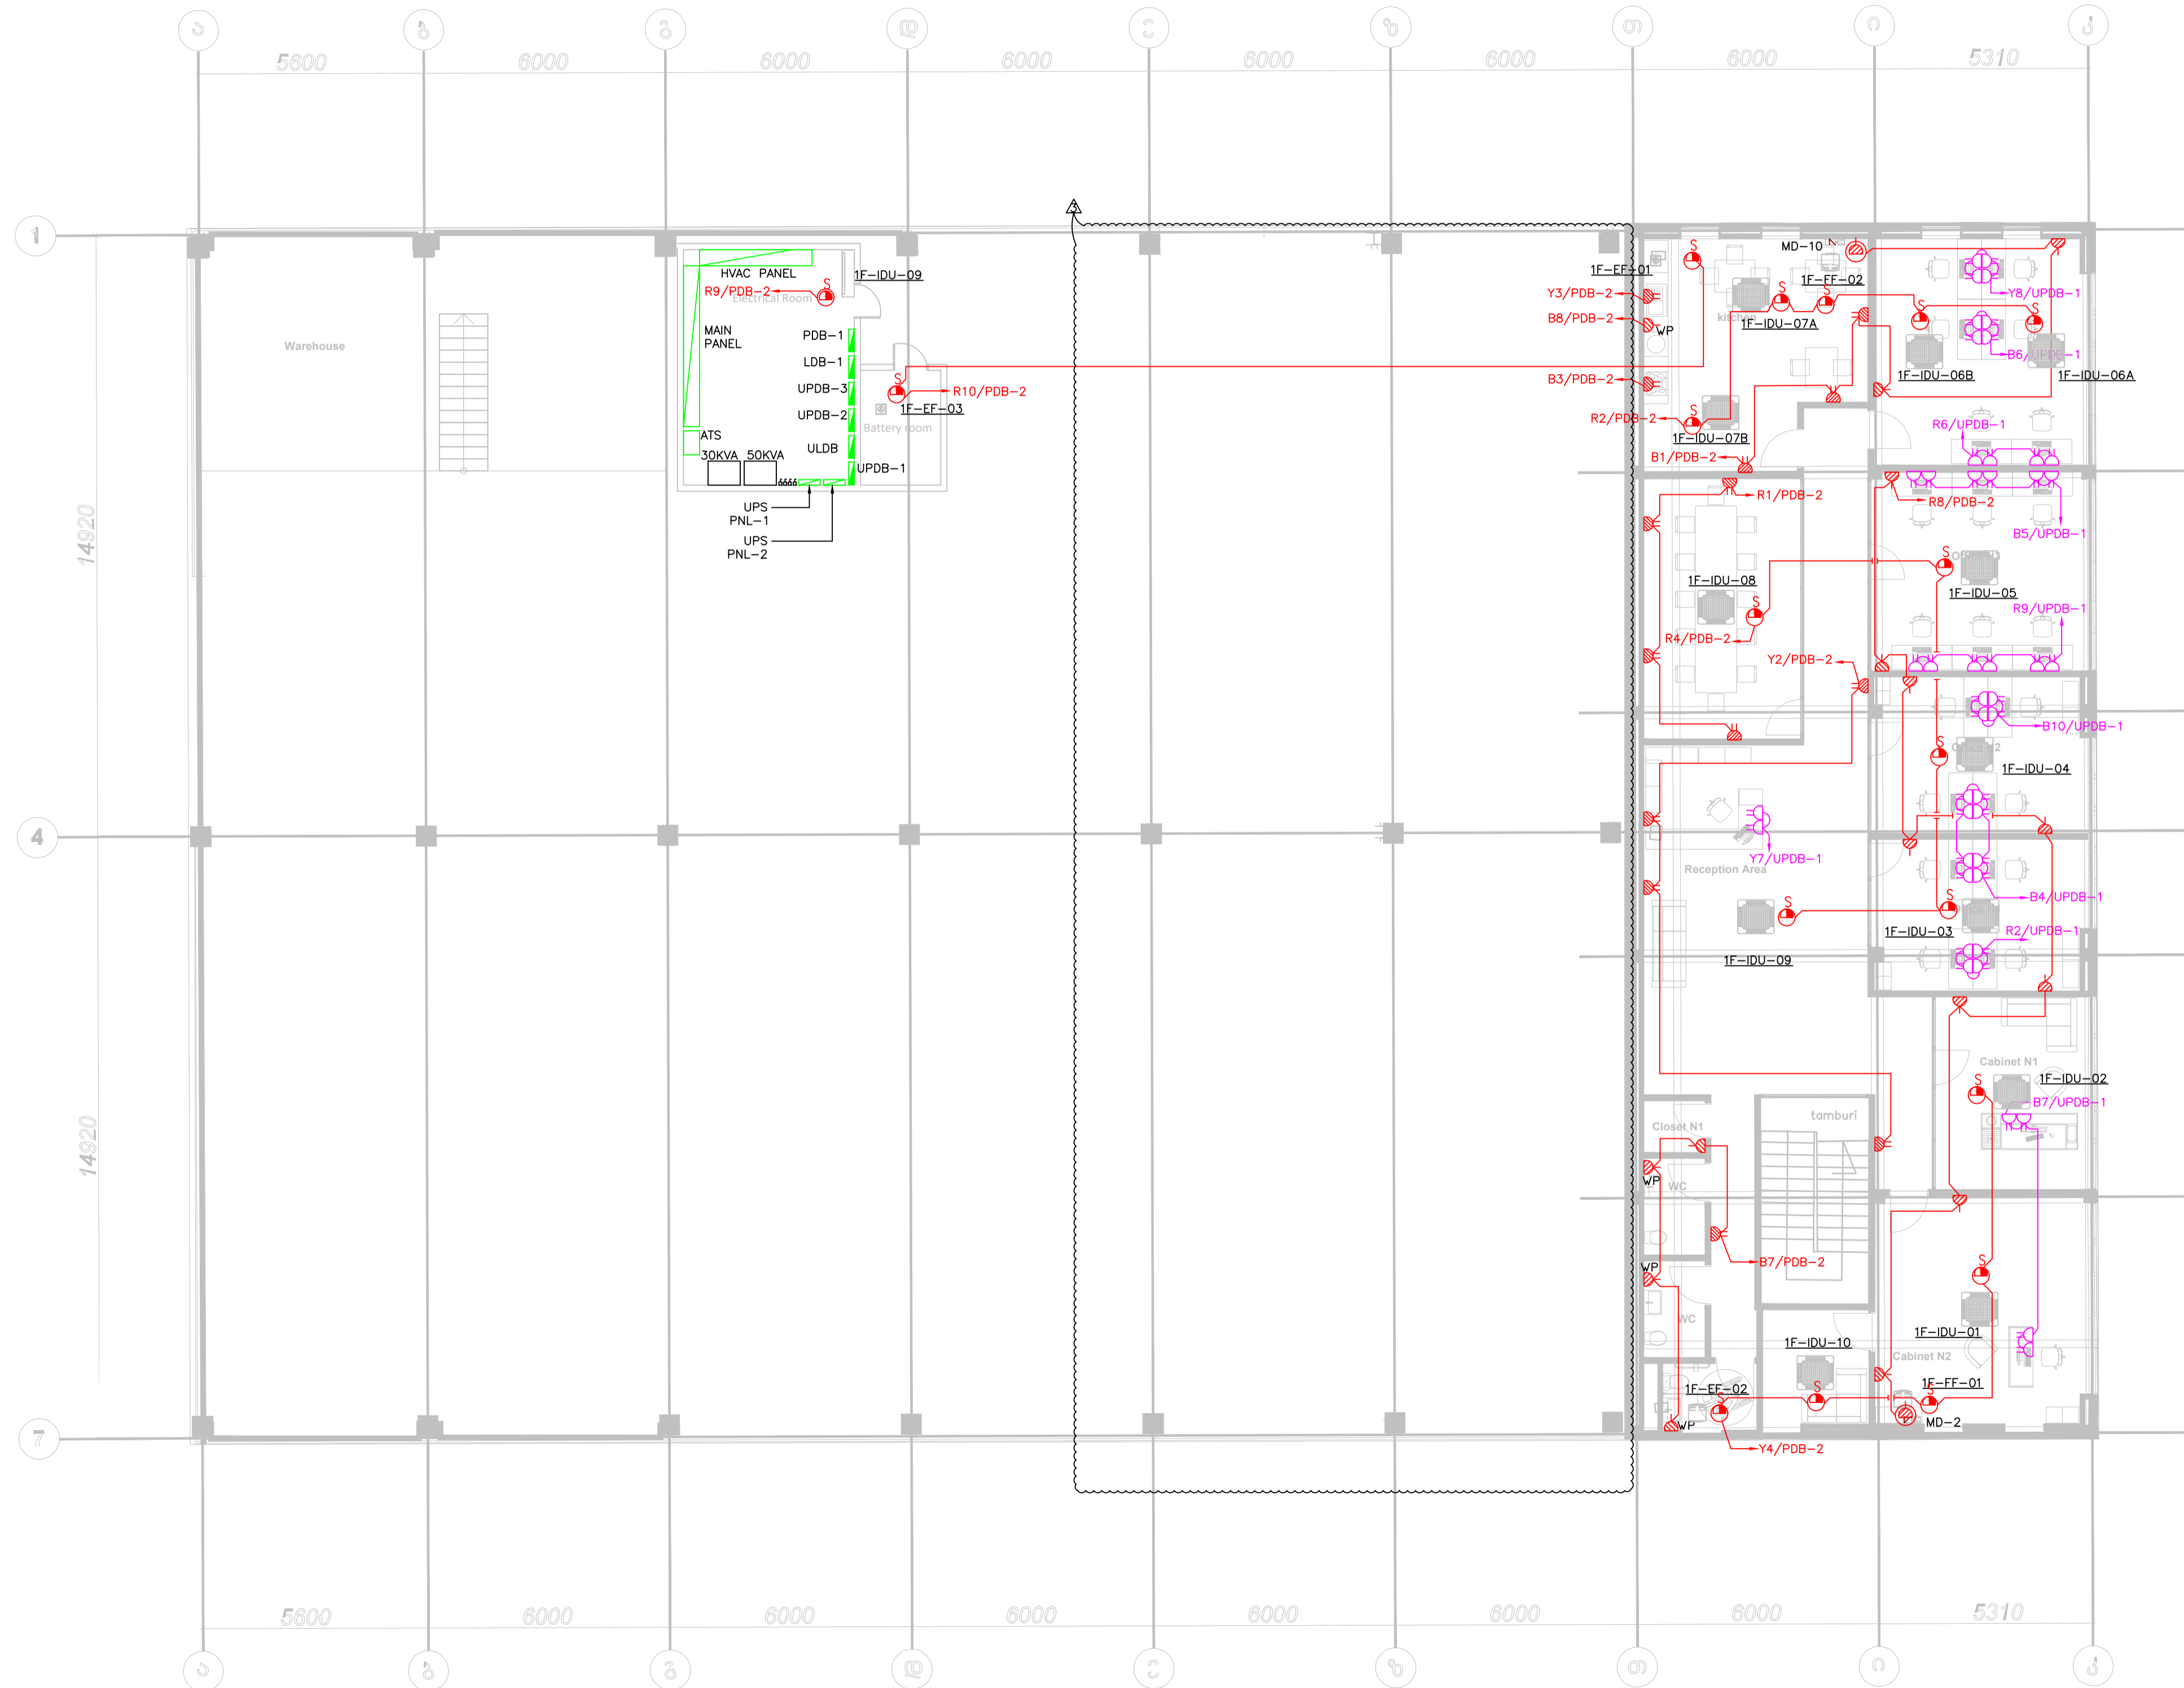 ა
ბ
გ
დ
ე
ზ
თ
ი
კ
5600
6000
6000
6000
6000
6000
6000
5310
3
1
HVAC PANEL
1F-IDU-09
S
R9/PDB-2
Electrical Room
MAIN
PANEL
PDB-1
LDB-1
UPDB-3
UPDB-2
ULDB
UPDB-1
ATS
30KVA
50KVA
UPS
PNL-1
UPS
PNL-2
S
R10/PDB-2
1F-EF-03
Battery room
Warehouse
14920
4
14920
7
1F-EF-01
S
MD-10
1F-FF-02
Y3/PDB-2
B8/PDB-2
WP
kitchen
1F-IDU-07A
S
S
S
S
B3/PDB-2
R2/PDB-2
S
1F-IDU-07B
B1/PDB-2
Y8/UPDB-1
B6/UPDB-1
1F-IDU-06B
1F-IDU-06A
R6/UPDB-1
R1/PDB-2
R8/PDB-2
B5/UPDB-1
S
1F-IDU-05
1F-IDU-08
S
R4/PDB-2
R9/UPDB-1
Y2/PDB-2
B10/UPDB-1
S
1F-IDU-04
Y7/UPDB-1
Reception Area
B4/UPDB-1
S
S
1F-IDU-03
R2/UPDB-1
1F-IDU-09
Cabinet N1
1F-IDU-02
S
B7/UPDB-1
tamburi
Closet N1
WP
WC
B7/PDB-2
WP
WC
S
1F-IDU-01
1F-IDU-10
Cabinet N2
1F-EF-02
S
S
1F-FF-01
S
WP
MD-2
Y4/PDB-2
5600
6000
6000
6000
6000
6000
6000
5310
ა
ბ
გ
დ
ე
ზ
თ
ი
კ